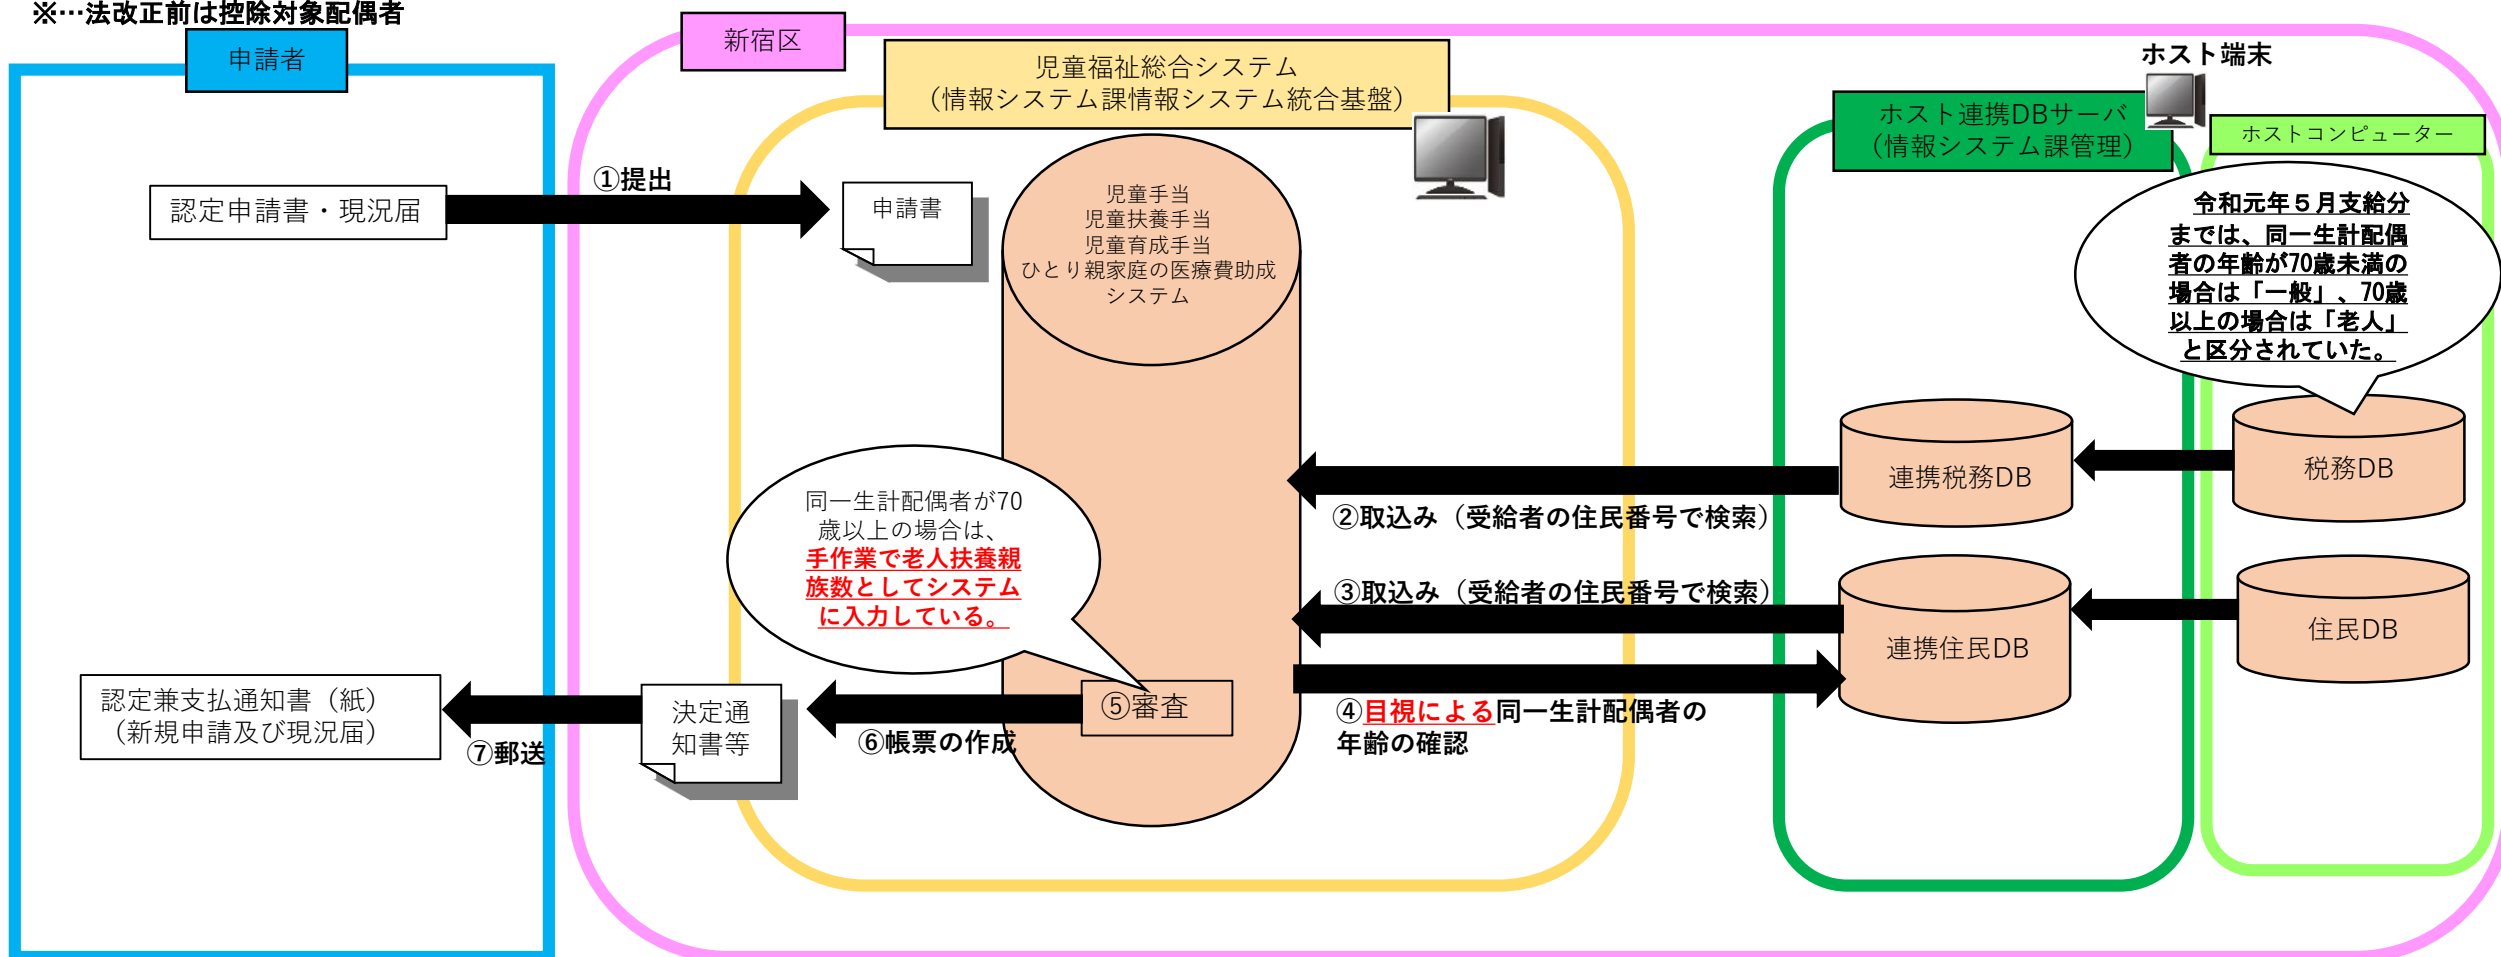 ※…法改正前は控除対象配偶者
申請者
新宿区
児童福祉総合システム
（情報システム課情報システム統合基盤）
ホスト端末
ホスト連携DBサーバ
（情報システム課管理）
ホストコンピューター
①提出
認定申請書・現況届
申請書
児童手当
児童扶養手当
児童育成手当
ひとり親家庭の医療費助成
システム
令和元年５月支給分
までは、同一生計配偶
者の年齢が70歳未満の
場合は「一般」、70歳
以上の場合は「老人」
と区分されていた。
連携税務DB
税務DB
②取込み（受給者の住民番号で検索）
同一生計配偶者が70
歳以上の場合は、
手作業で老人扶養親
族数としてシステム
に入力している。
③取込み（受給者の住民番号で検索）
連携住民DB
住民DB
④目視による同一生計配偶者の
年齢の確認
⑤審査
⑥帳票の作成
決定通
知書等
⑦郵送
認定兼支払通知書（紙）
（新規申請及び現況届）